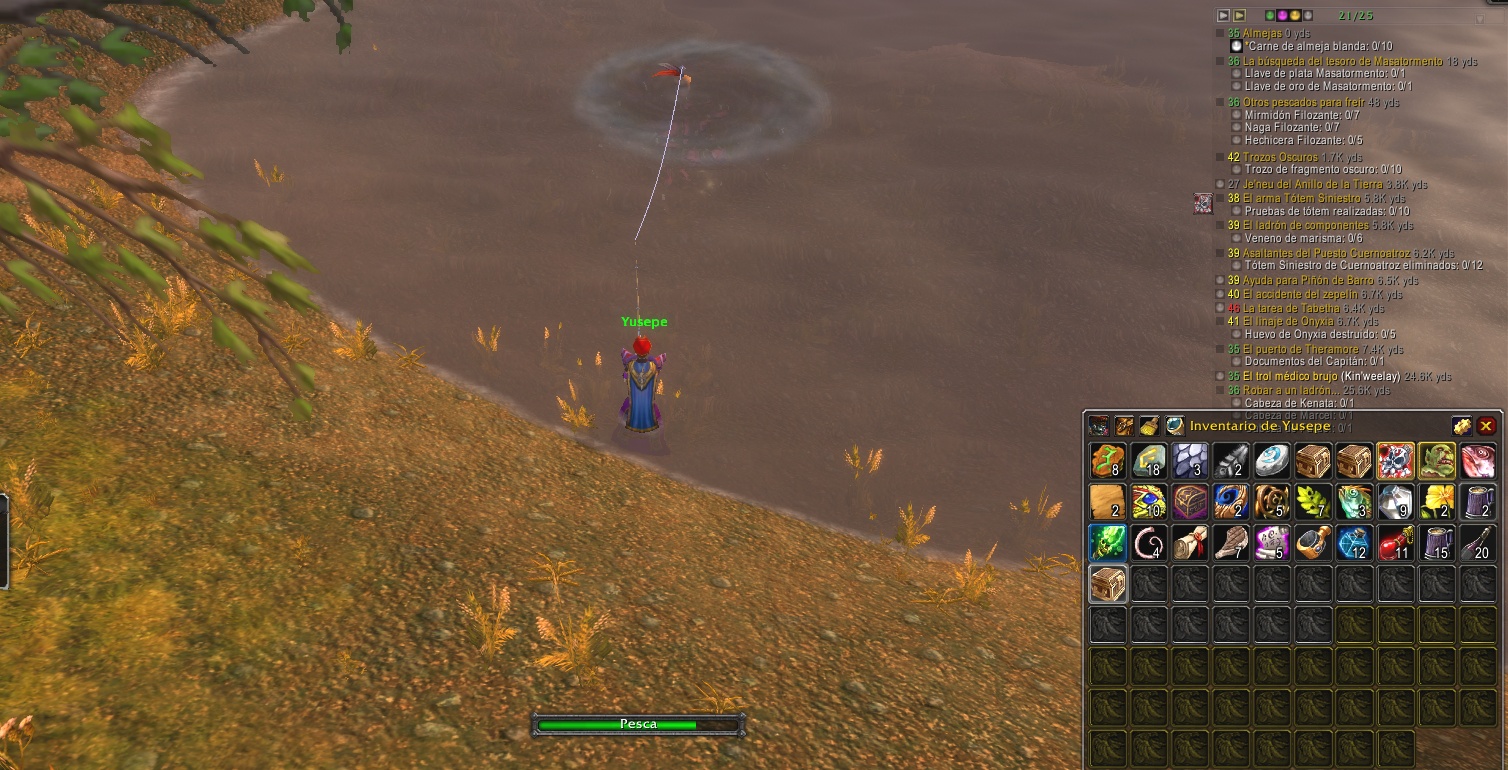 21/25
35 Almejas 0 yds
*Carne de almeja blanda: 0/10
36 La búsqueda del tesoro de Masatormento 18 yds
Llave de plata Masatormento: 0/1
Llave de oro de Masatormento: 0/1
36 Otros pescados para freír 48 yds
Mirmidón Filozante: 0/7
Naga Filozante: 0/7
Hechicera Filozante: 0/5
42 Trozos Oscuros 1.7K yds
Trozo de fragmento oscuro: 0/10
27 Je'neu del Anillo de la Tierra 3.8K yds
38 El arma Tótem Siniestro 5.8K yds
Pruebas de tótem realizadas: 0/10
39 El ladrón de componentes 5.8K yds
Veneno de marisma: 0/6
39 Asaltantes del Puesto Cuernoatroz 6.2K yds
Tótem Siniestro de Cuernoatroz eliminados: 0/12
39 Ayuda para Piñón de Barro 6.5K yds
40 El accidente del zepelín 6.7K yds
46 La tarea de Tabetha 6.4K yds
41 El linaje de Onyxia 6.7K yds
Huevo de Onyxia destruido: 0/5
35 El puerto de Theramore 7.4K yds
Documentos del Capitán: 0/1
35 El trol médico brujo (Kin'weelay) 24.6K yds
36 Robar a un ladrón... 25.6K yds
Cabeza de Kenata: 0/1
Cabeza de Marcel: 0/1
Inventario de Yusepe
8 18 3 2
2 10 2 5 7 3 9 2 2
4 7 5 12 11 15 20
Yusepe
Pesca